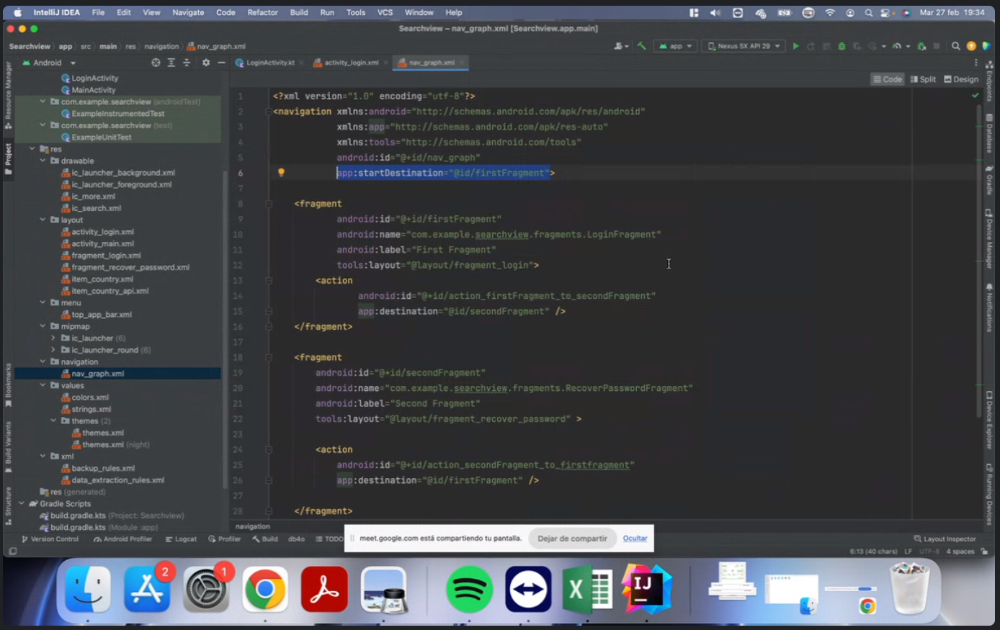 IntelliJ IDEA File Edit View Navigate Code Refactor Build Run Tools VCS Window Help Mar 27 feb 19:34
Searchview – nav_graph.xml [Searchview.app.main]
Searchview app src main res navigation nav_graph.xml app Nexus 5X API 29
Android LoginActivity.kt activity_login.xml nav_graph.xml
Code Split Design
Resource Manager
Project
Bookmarks
Build Variants
Structure
LoginActivity
MainActivity
com.example.searchview (androidTest)
ExampleInstrumentedTest
com.example.searchview (test)
ExampleUnitTest
res
drawable
ic_launcher_background.xml
ic_launcher_foreground.xml
ic_more.xml
ic_search.xml
layout
activity_login.xml
activity_main.xml
fragment_login.xml
fragment_recover_password.xml
item_country.xml
item_country_api.xml
menu
top_app_bar.xml
mipmap
ic_launcher (6)
ic_launcher_round (6)
navigation
nav_graph.xml
values
colors.xml
strings.xml
themes (2)
themes.xml
themes.xml (night)
xml
backup_rules.xml
data_extraction_rules.xml
res (generated)
Gradle Scripts
build.gradle.kts (Project: Searchview)
build.gradle.kts (Module :app)
1 <?xml version="1.0" encoding="utf-8"?>
2 <navigation xmlns:android="http://schemas.android.com/apk/res/android"
3 xmlns:app="http://schemas.android.com/apk/res-auto"
4 xmlns:tools="http://schemas.android.com/tools"
5 android:id="@+id/nav_graph"
6 app:startDestination="@id/firstFragment">
7
8 <fragment
9 android:id="@+id/firstFragment"
10 android:name="com.example.searchview.fragments.LoginFragment"
11 android:label="First Fragment"
12 tools:layout="@layout/fragment_login">
13 <action
14 android:id="@+id/action_firstFragment_to_secondFragment"
15 app:destination="@id/secondFragment" />
16 </fragment>
17
18 <fragment
19 android:id="@+id/secondFragment"
20 android:name="com.example.searchview.fragments.RecoverPasswordFragment"
21 android:label="Second Fragment"
22 tools:layout="@layout/fragment_recover_password" >
23
24 <action
25 android:id="@+id/action_secondFragment_to_firstfragment"
26 app:destination="@id/firstFragment" />
27
28 </fragment>
navigation
Endpoints
Database
Gradle
Device Manager
Notifications
Device Explorer
Running Devices
Version Control Android Profiler Logcat Profiler Build db4o TODO Layout Inspector
meet.google.com está compartiendo tu pantalla. Dejar de compartir Ocultar
6:13 (40 chars) LF UTF-8 4 spaces
2
1
IJ